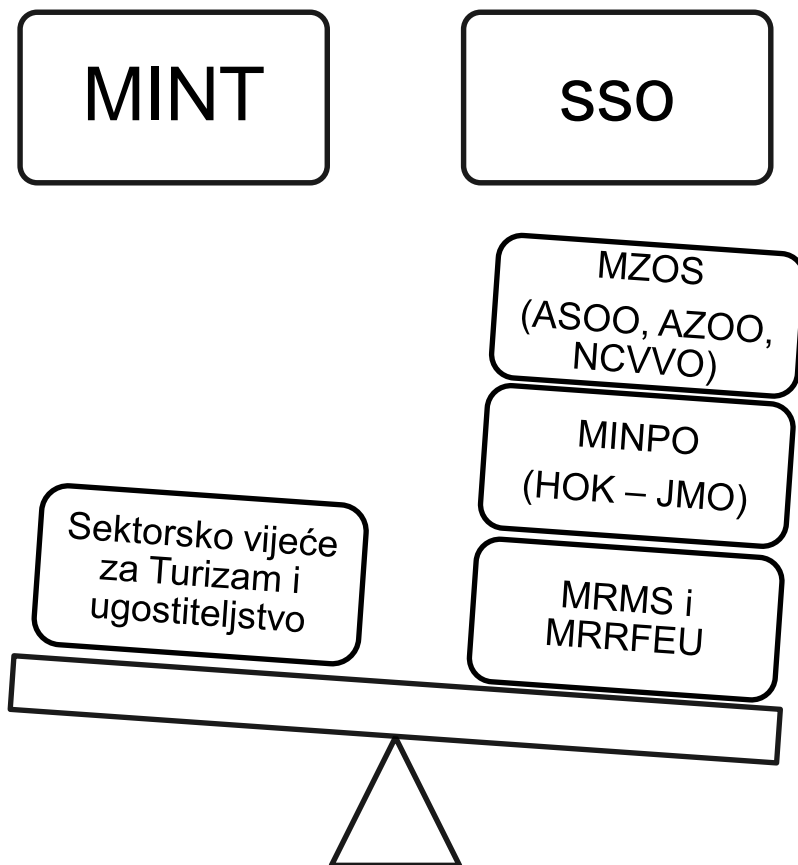 MINT
sso
MZOS
(ASOO, AZOO,
NCVVO)
MINPO
(HOK – JMO)
Sektorsko vijeće
za Turizam i
ugostiteljstvo
MRMS i
MRRFEU